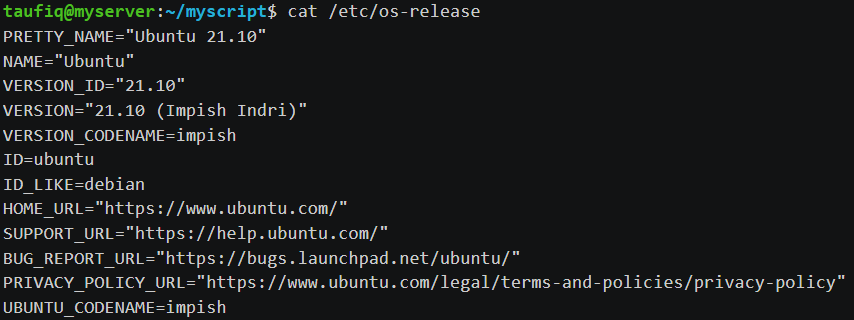 taufiq@myserver:~/myscript$ cat /etc/os-release
PRETTY_NAME="Ubuntu 21.10"
NAME="Ubuntu"
VERSION_ID="21.10"
VERSION="21.10 (Impish Indri)"
VERSION_CODENAME=impish
ID=ubuntu
ID_LIKE=debian
HOME_URL="https://www.ubuntu.com/"
SUPPORT_URL="https://help.ubuntu.com/"
BUG_REPORT_URL="https://bugs.launchpad.net/ubuntu/"
PRIVACY_POLICY_URL="https://www.ubuntu.com/legal/terms-and-policies/privacy-policy"
UBUNTU_CODENAME=impish